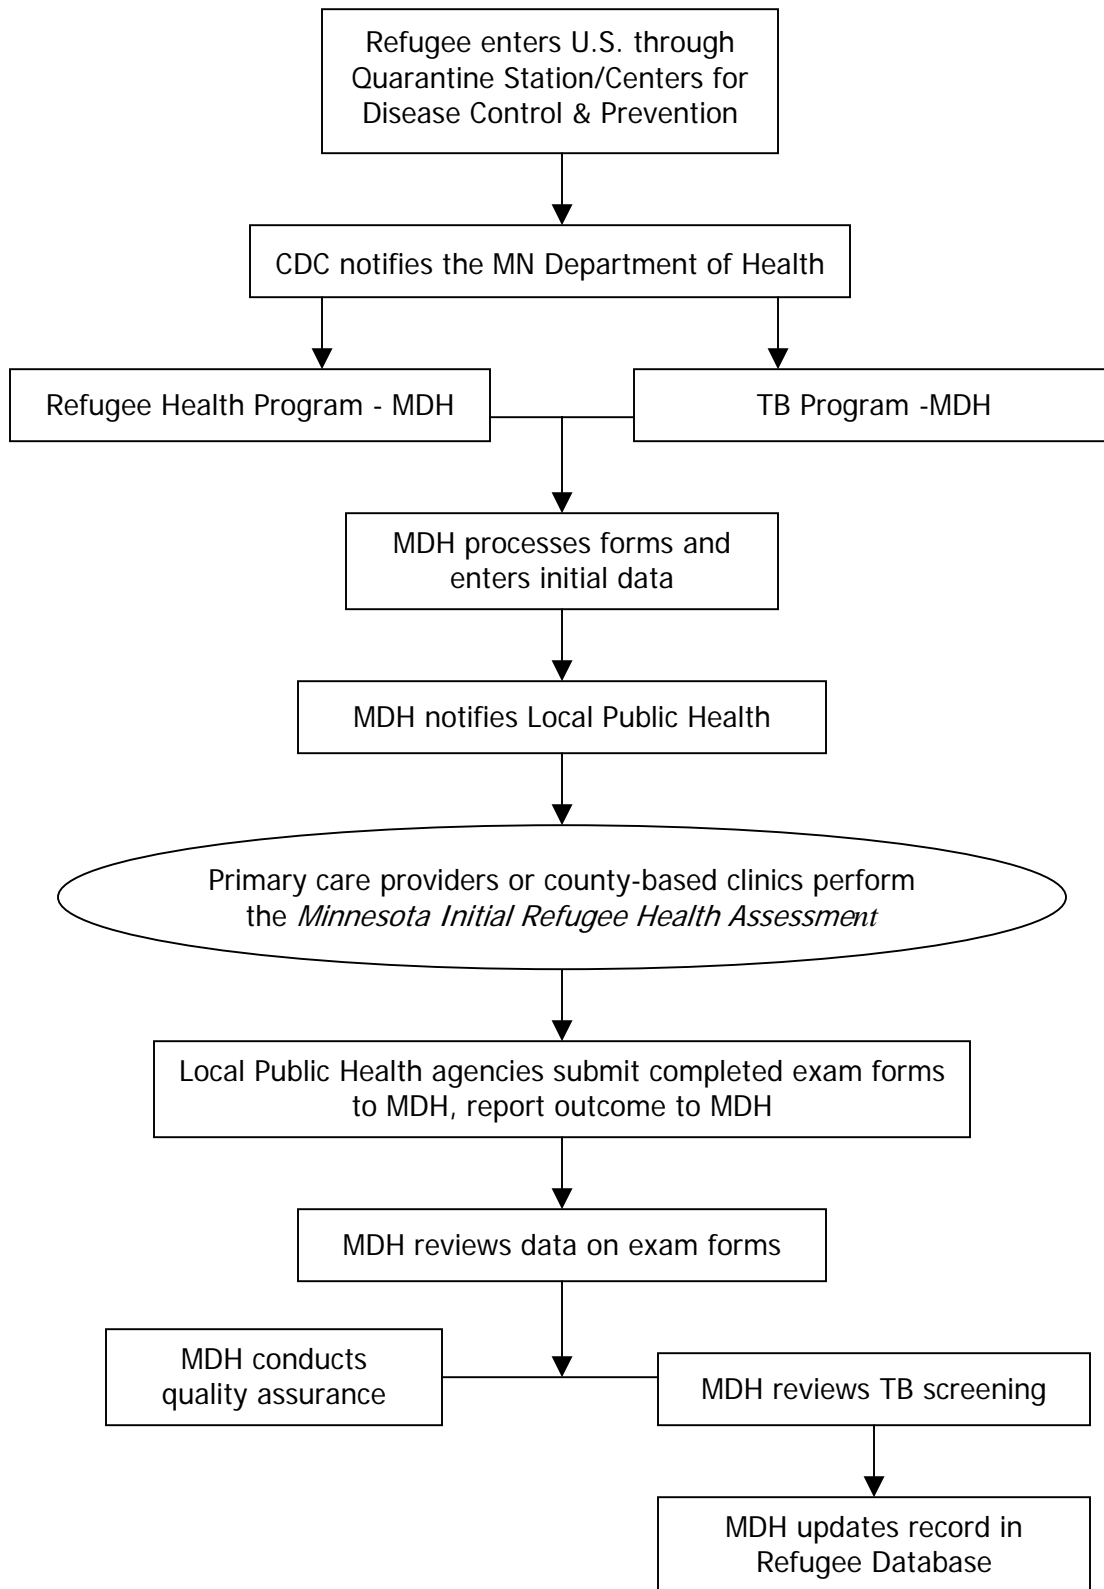 Refugee enters U.S. through
Quarantine Station/Centers for
Disease Control & Prevention
CDC notifies the MN Department of Health
Refugee Health Program - MDH
TB Program -MDH
MDH processes forms and
enters initial data
MDH notifies Local Public Health
Primary care providers or county-based clinics perform
the Minnesota Initial Refugee Health Assessment
Local Public Health agencies submit completed exam forms
to MDH, report outcome to MDH
MDH reviews data on exam forms
MDH conducts
quality assurance
MDH reviews TB screening
MDH updates record in
Refugee Database